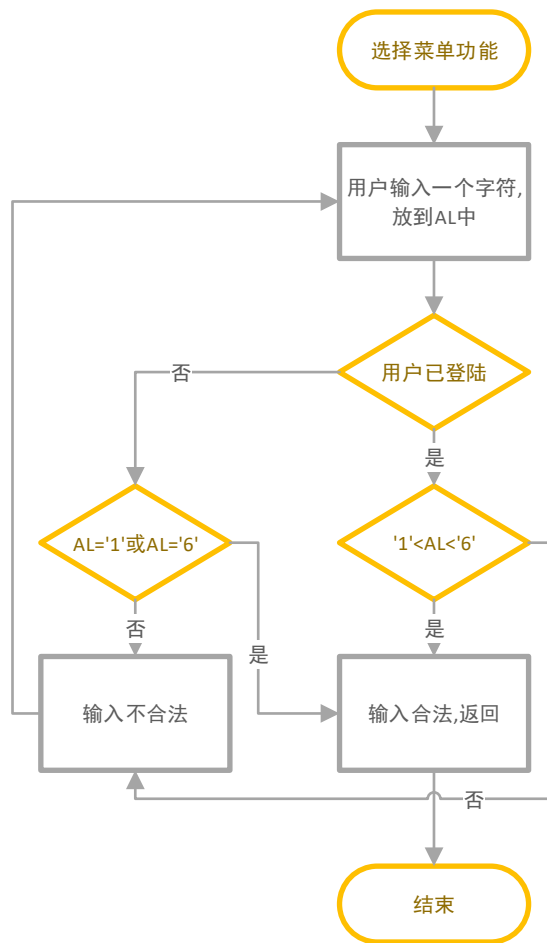 选择菜单功能
用户输入一个字符,
放到AL中
用户已登陆
否
是
AL='1'或AL='6'
'1'<AL<'6'
否
是
是
输入不合法
输入合法,返回
否
结束